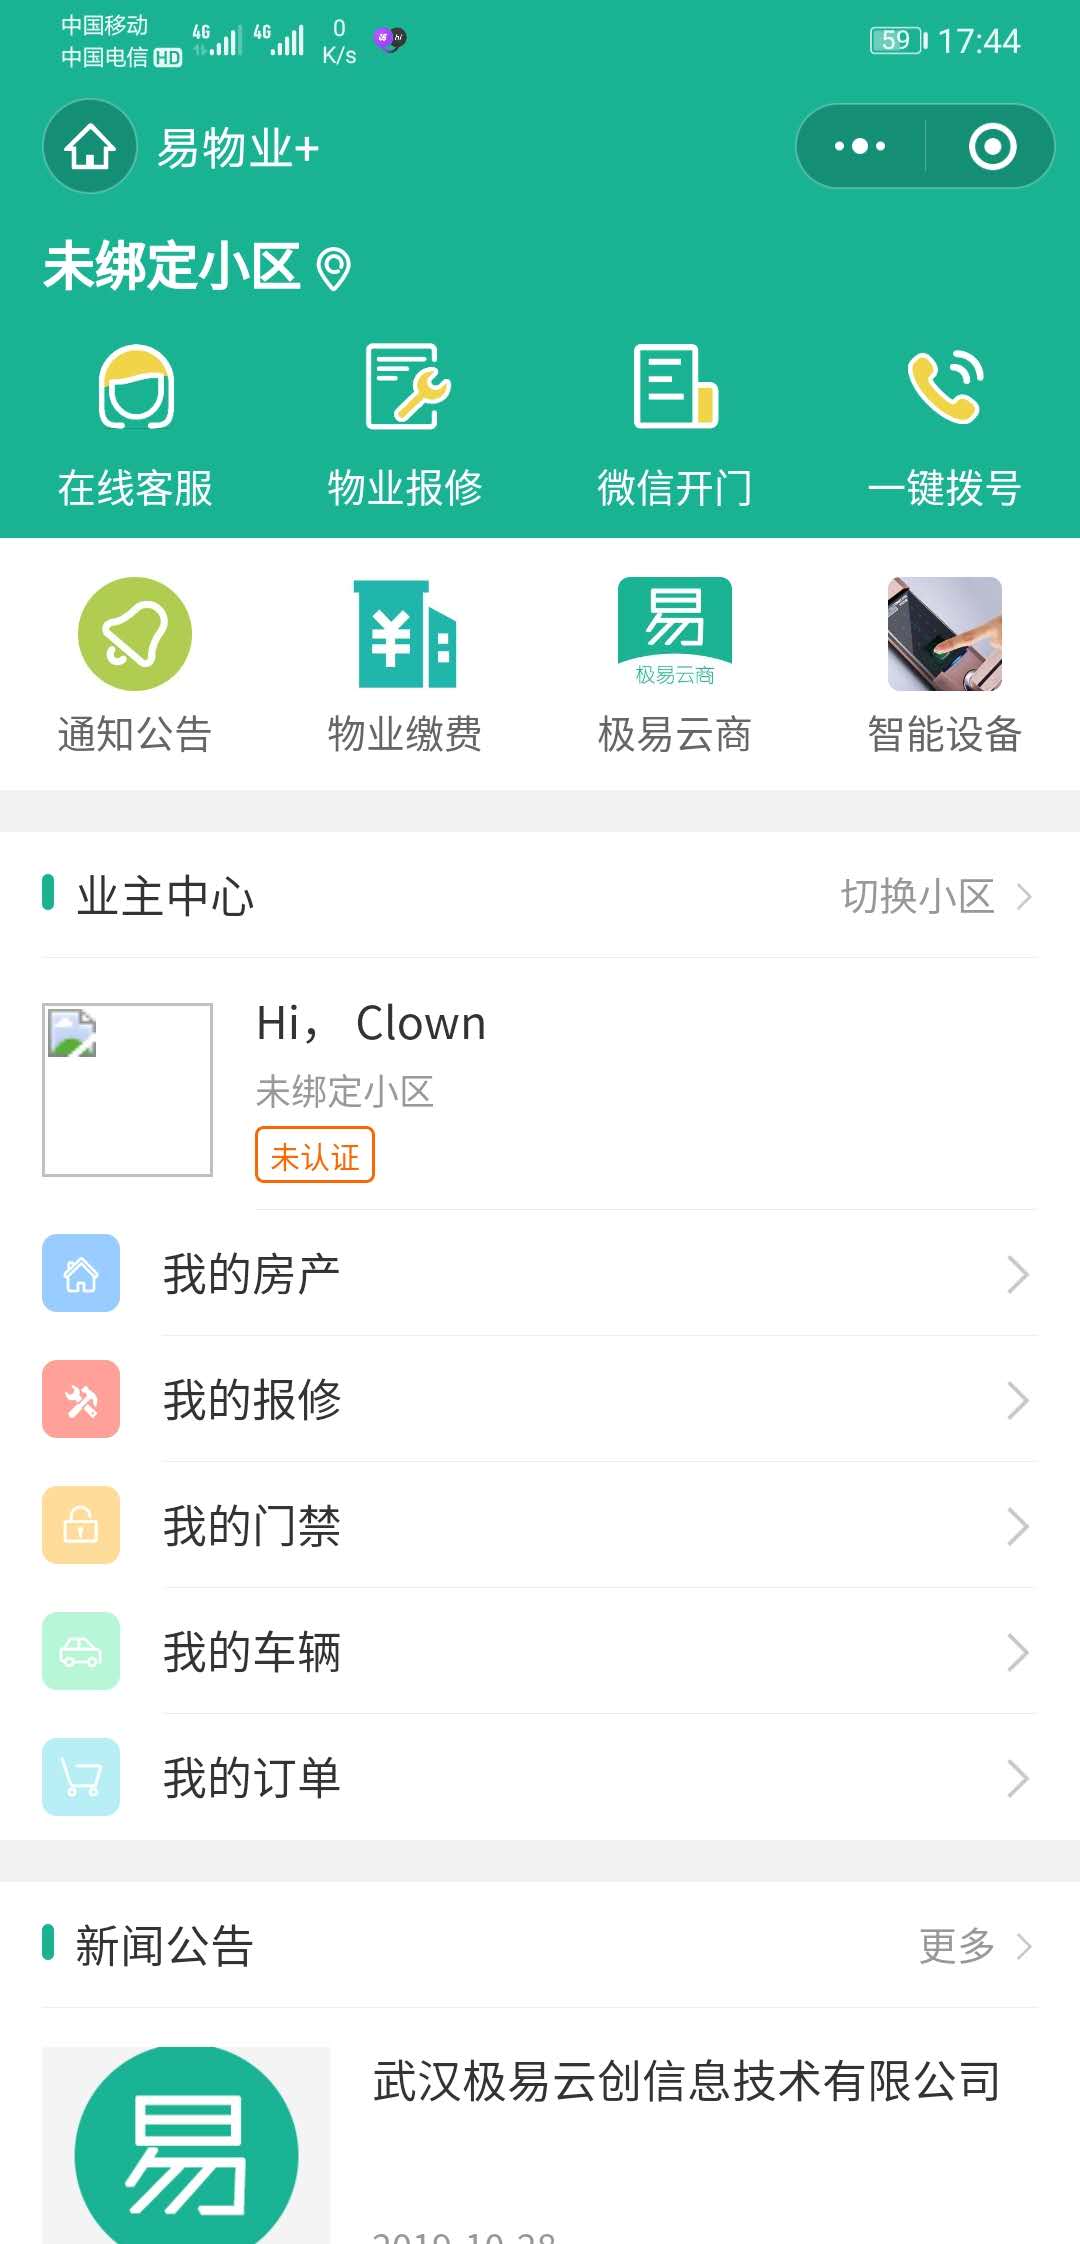 中国移动 4G 4G 0
中国电信 HD K/s hi 59 17:44
易物业+
未绑定小区
在线客服 物业报修 微信开门 一键拨号
易
极易云商
通知公告 物业缴费 极易云商 智能设备
业主中心 切换小区
Hi， Clown
未绑定小区
未认证
我的房产
我的报修
我的门禁
我的车辆
我的订单
新闻公告 更多
易 武汉极易云创信息技术有限公司
2019-10-28